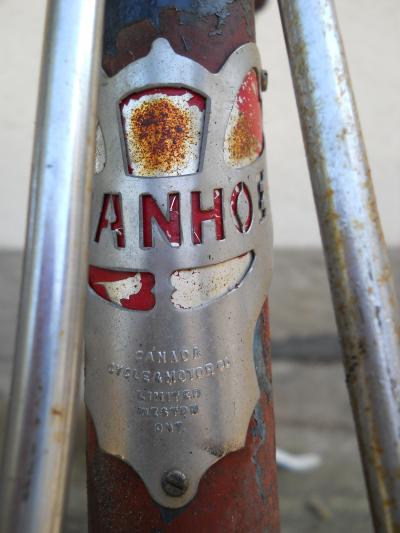 ANHOE
CANADA
CYCLE & MOTOR CO
LIMITED
WESTON
ONT.